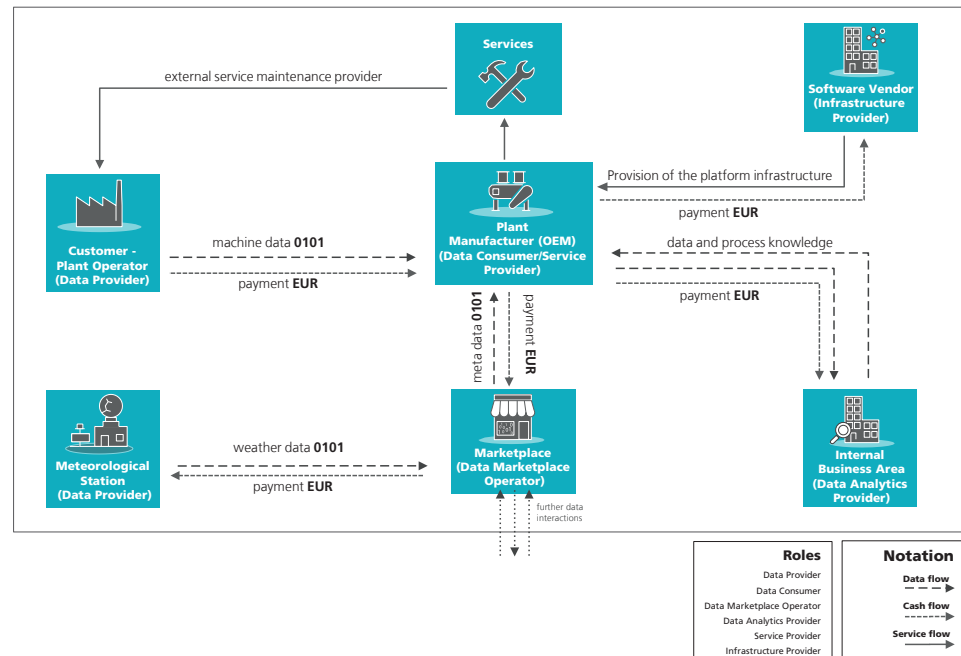 Services
external service maintenance provider
Software Vendor
(Infrastructure
Provider)
Provision of the platform infrastructure
payment EUR
Plant
Manufacturer (OEM)
(Data Consumer/Service
Provider)
Customer -
Plant Operator
(Data Provider)
machine data 0101
payment EUR
data and process knowledge
payment EUR
meta data 0101
payment EUR
Meteorological
Station
(Data Provider)
weather data 0101
payment EUR
Marketplace
(Data Marketplace
Operator)
further data
interactions
Internal
Business Area
(Data Analytics
Provider)
Roles
Data Provider
Data Consumer
Data Marketplace Operator
Data Analytics Provider
Service Provider
Infrastructure Provider
Notation
Data flow
Cash flow
Service flow